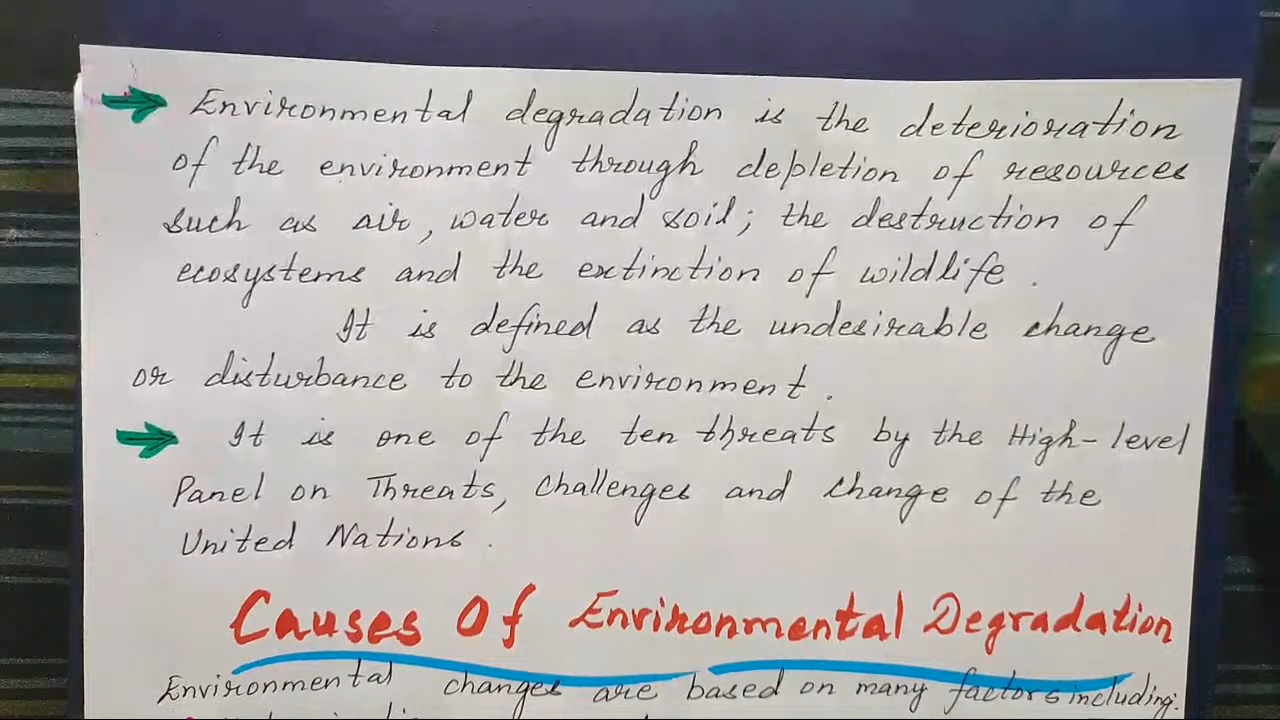 Environmental degradation is the deterioration
of the environment through depletion of resources
such as air, water and soil; the destruction of
ecosystems and the extinction of wildlife.
It is defined as the undesirable change
or disturbance to the environment.
It is one of the ten threats by the High-level
Panel on Threats, Challenges and Change of the
United Nations.
Causes Of Environmental Degradation
Environmental changes are based on many factors including: